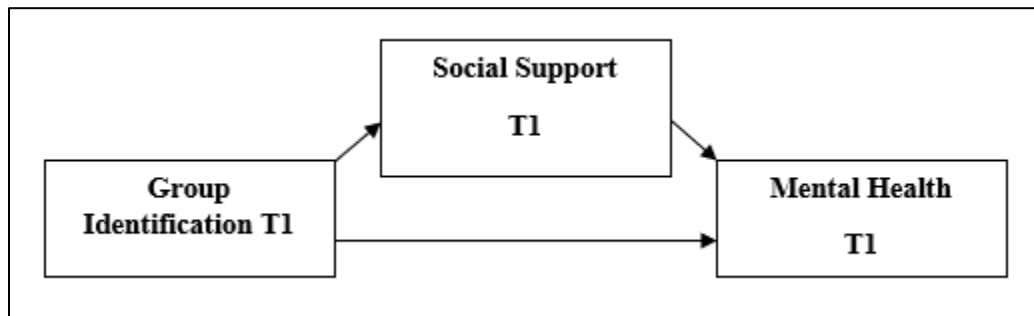 Social Support
T1
Group
Identification T1
Mental Health
T1